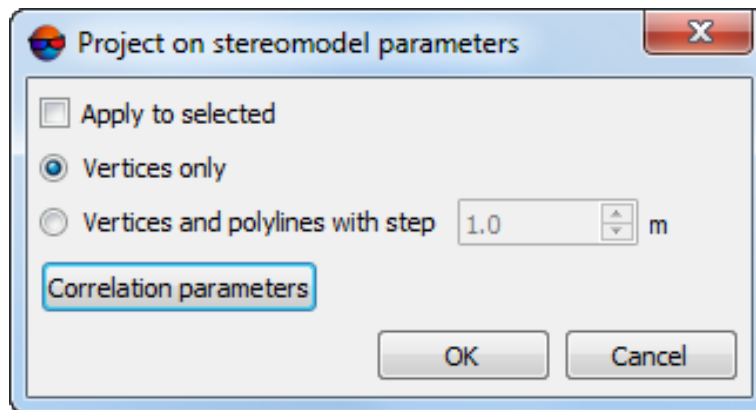 Project on stereomodel parameters
Apply to selected
Vertices only
Vertices and polylines with step 1.0 m
Correlation parameters
OK Cancel